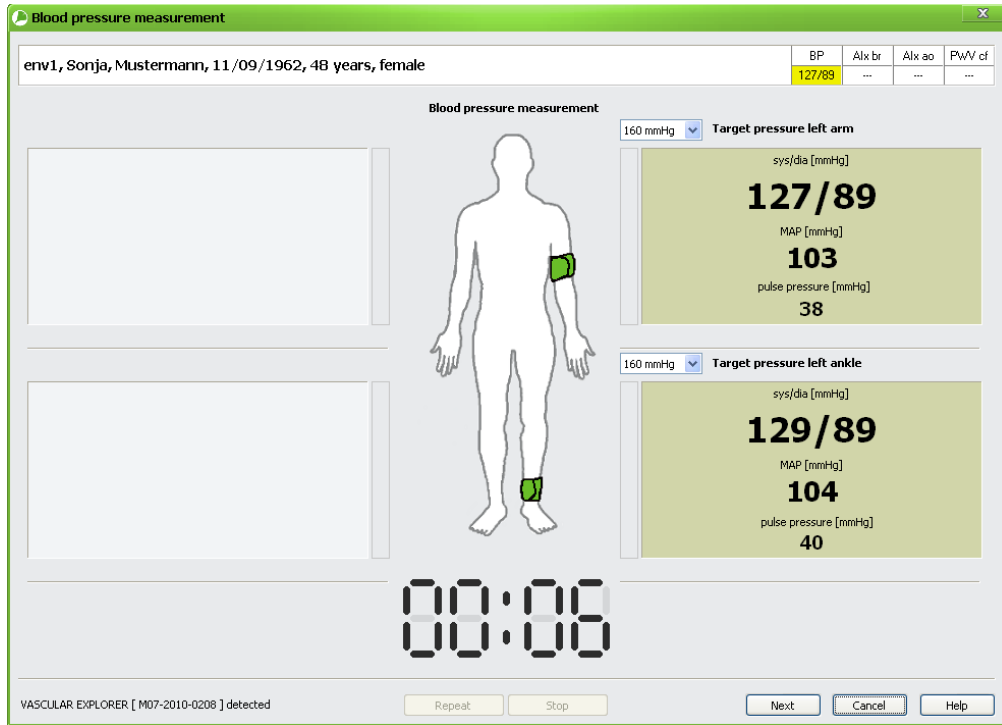 Blood pressure measurement
env1, Sonja, Mustermann, 11/09/1962, 48 years, female
BP AIx br AIx ao PWV cf
127/89 --- --- ---
Blood pressure measurement
160 mmHg Target pressure left arm
sys/dia [mmHg]
127/89
MAP [mmHg]
103
pulse pressure [mmHg]
38
160 mmHg Target pressure left ankle
sys/dia [mmHg]
129/89
MAP [mmHg]
104
pulse pressure [mmHg]
40
00:06
VASCULAR EXPLORER [ M07-2010-0208 ] detected
Repeat Stop Next Cancel Help